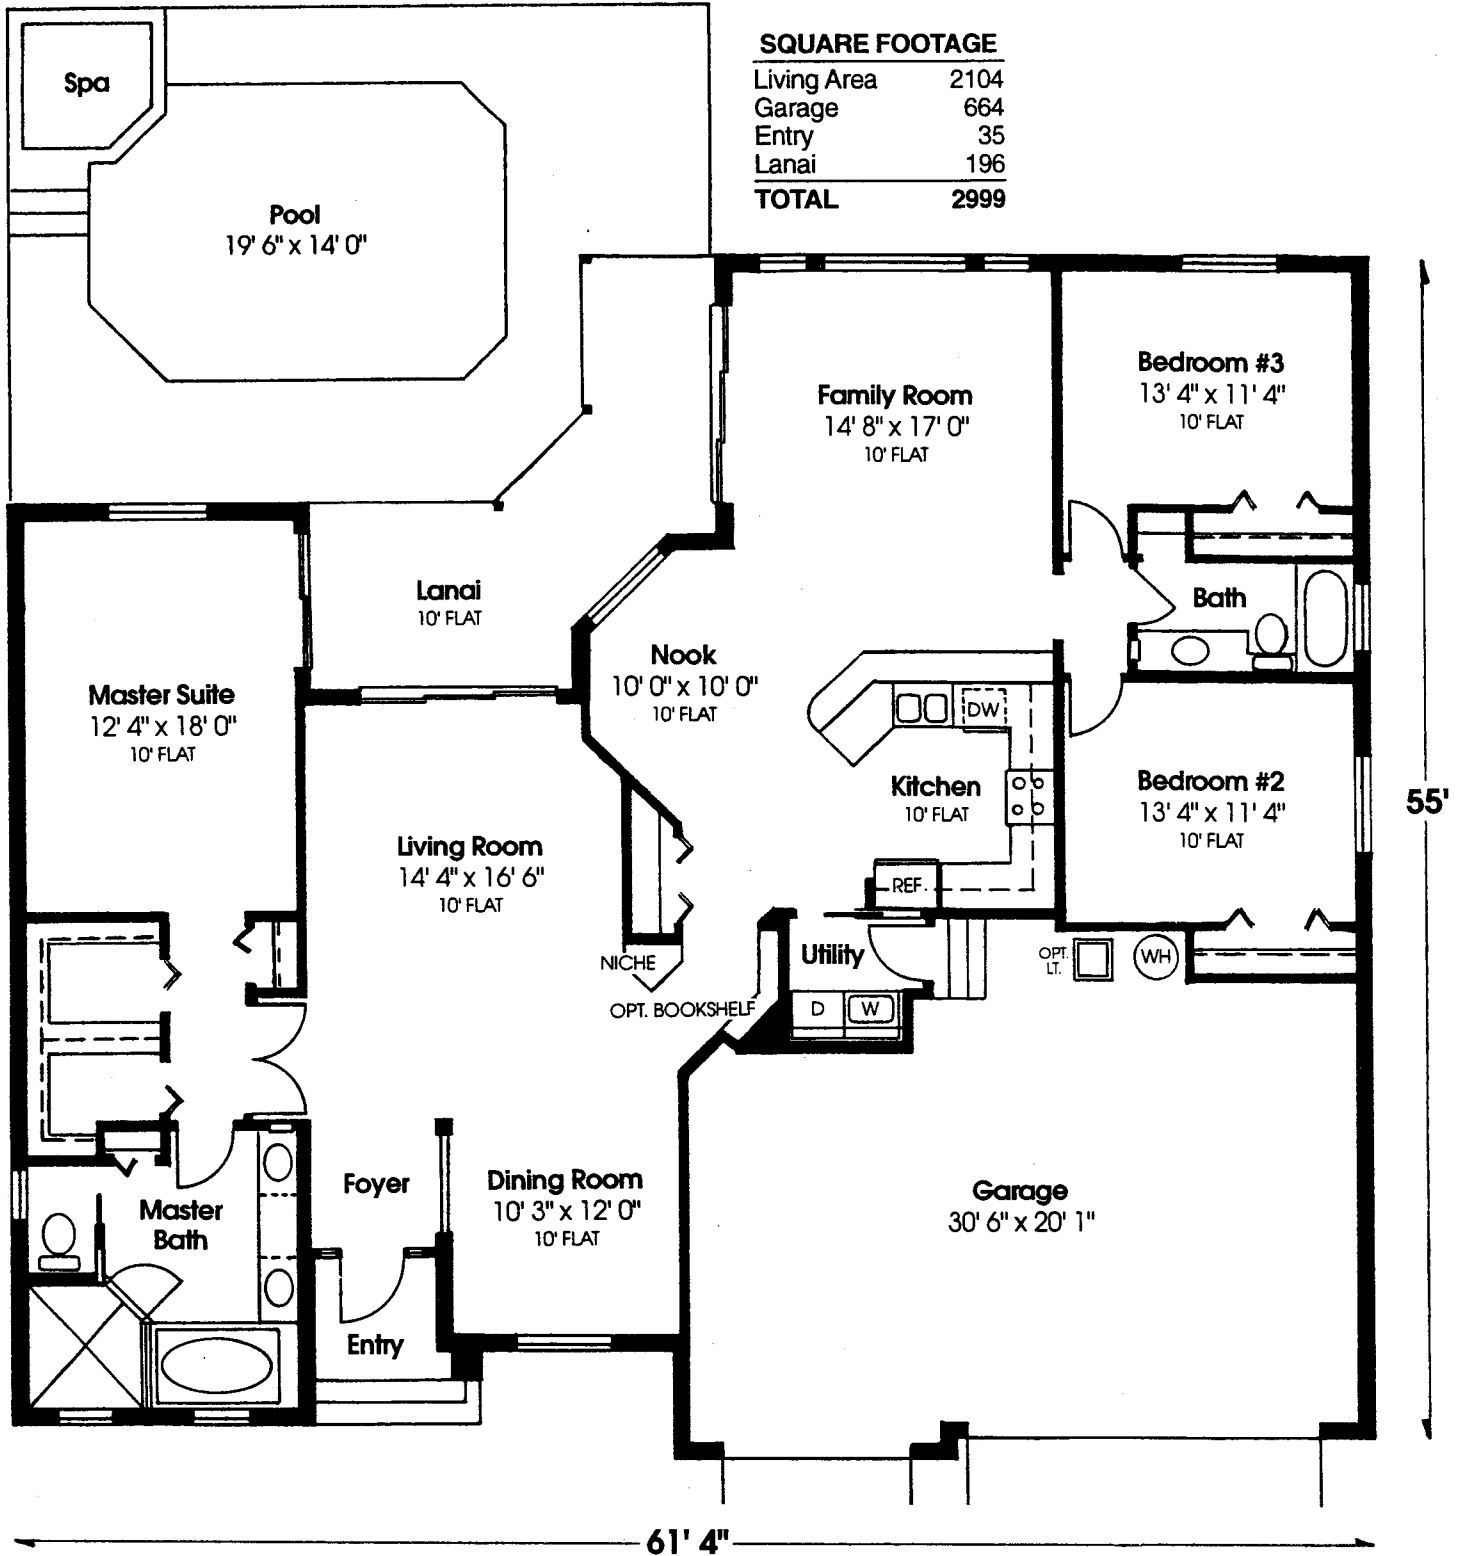 SQUARE FOOTAGE
Living Area 2104
Garage 664
Entry 35
Lanai 196
TOTAL 2999
Spa
Pool
19' 6" x 14' 0"
Family Room
14' 8" x 17' 0"
10' FLAT
Bedroom #3
13' 4" x 11' 4"
10' FLAT
Lanai
10' FLAT
Bath
Nook
10' 0" x 10' 0"
10' FLAT
Master Suite
12' 4" x 18' 0"
10' FLAT
DW
Kitchen
10' FLAT
Bedroom #2
13' 4" x 11' 4"
10' FLAT
55'
Living Room
14' 4" x 16' 6"
10' FLAT
REF.
Utility
OPT.
LT.
WH
NICHE
OPT. BOOKSHELF
D
W
Foyer
Dining Room
10' 3" x 12' 0"
10' FLAT
Master
Bath
Garage
30' 6" x 20' 1"
Entry
61' 4"